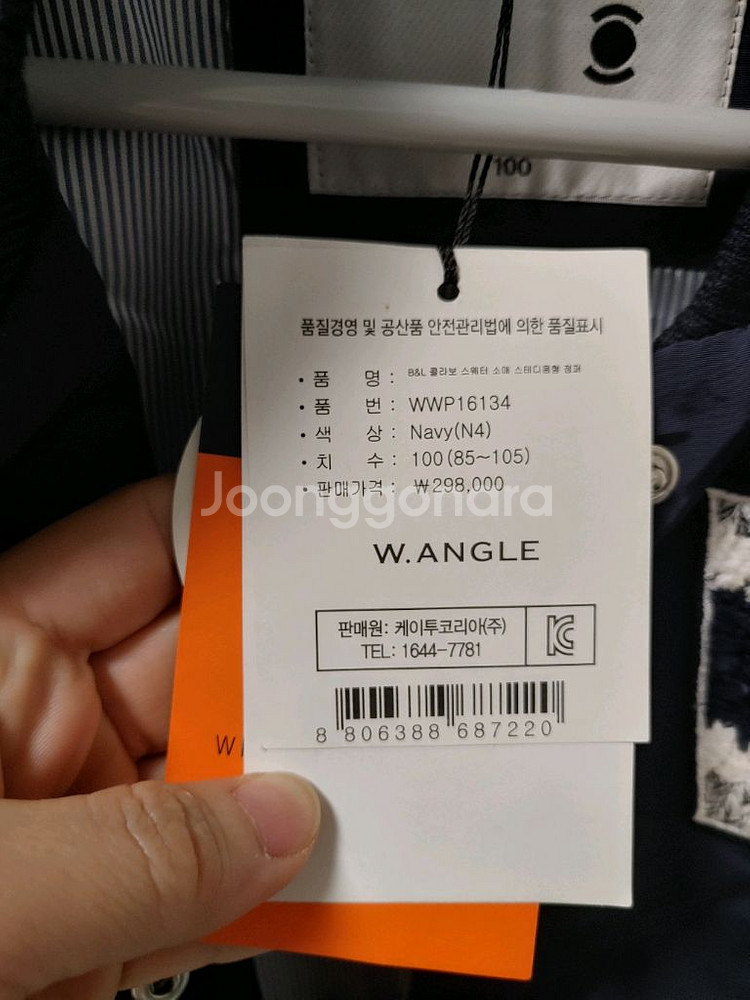 100
품질경영 및 공산품 안전관리법에 의한 품질표시
• 품 명 : B&L 콜라보 스웨터 소매 스테디움형 점퍼
• 품 번 : WWP16134
• 색 상 : Navy(N4)
• 치 수 : 100(85~105)
• 판매가격 : ₩298,000
Joonggonara
W.ANGLE
판매원: 케이투코리아(주)
TEL: 1644-7781
8 806388 687220